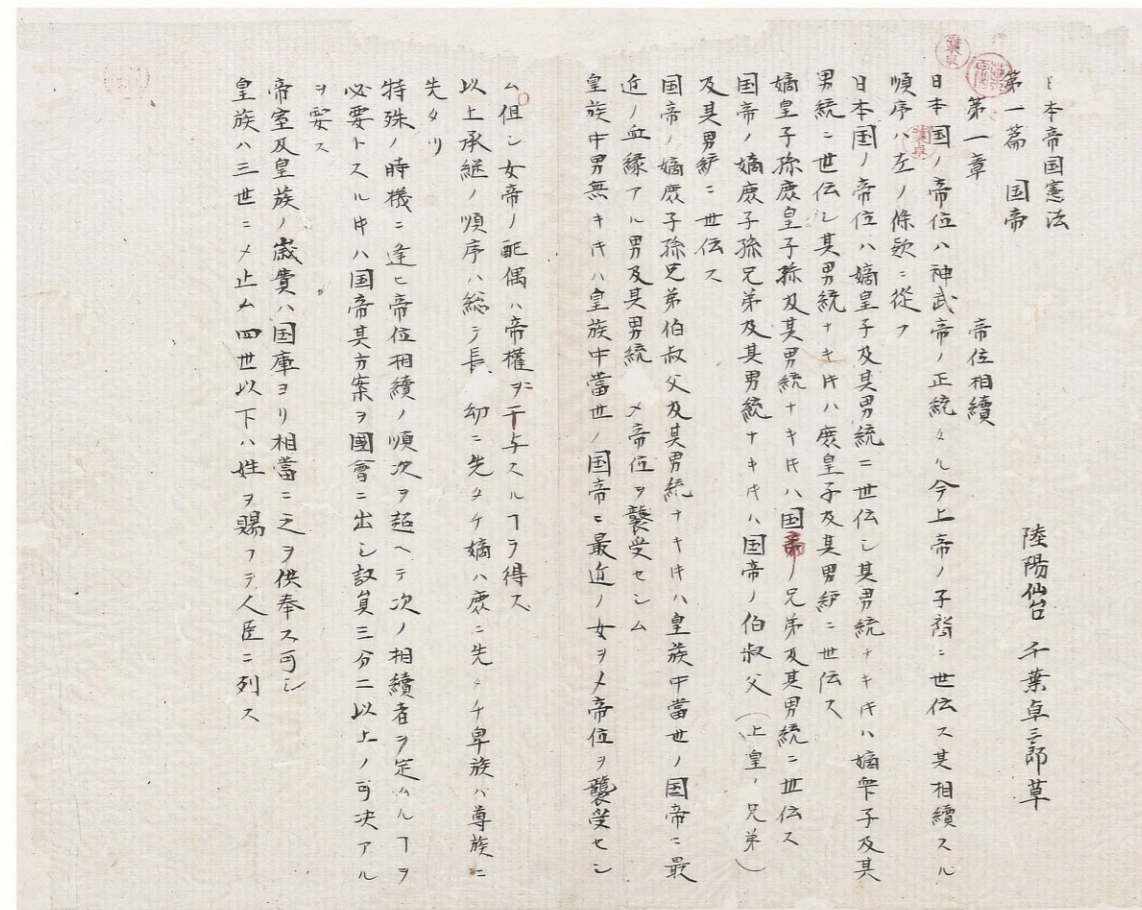 日本帝国憲法
陸陽仙台 千葉卓三郎草
第一篇 国帝
第一章 帝位相續
日本国ノ帝位ハ神武帝ノ正統タル今上帝ノ子裔ニ世伝ス其相續スル
順序ハ左ノ條款ニ從フ
日本国ノ帝位ハ嫡皇子及其男統ニ世伝シ其男統ナキ𪜈ハ嫡衆子及其
男統ニ世伝シ其男統ナキ𪜈ハ庶皇子及其男統ニ世伝ス
嫡皇子孫庶皇子孫及其男統ナキ𪜈ハ国帝ノ兄弟及其男統ニ世伝ス
国帝ノ嫡庶子孫兄弟及其男統ナキ𪜈ハ国帝ノ伯叔父(上皇ノ兄弟)
及其男統ニ世伝ス
国帝ノ嫡庶子孫兄弟伯叔父及其男統ナキ𪜈ハ皇族中當世ノ国帝ニ最
近ノ血縁アル男及其男統 メ帝位ヲ襲受セシム
皇族中男無キ𪜈ハ皇族中當世ノ国帝ニ最近ノ女ヲメ帝位ヲ襲受セシ
ム但シ女帝ノ配偶ハ帝權ニ干与スルヿヲ得ス
以上承継ノ順序ハ総テ長 幼ニ先タチ嫡ハ庶ニ先タチ卑族ハ尊族ニ
先タリ
特殊ノ時機ニ逢ヒ帝位相續ノ順次ヲ超ヘテ次ノ相續者ヲ定ムルヿヲ
必要トスル𪜈ハ国帝其方案ヲ國會ニ出シ議員三分二以上ノ可决アル
ヲ要ス
帝室及皇族ノ歳費ハ国庫ヨリ相當ニ之ヲ供奉ス可シ
皇族ハ三世ニメ止ム四世以下ハ姓ヲ賜フテ人臣ニ列ス